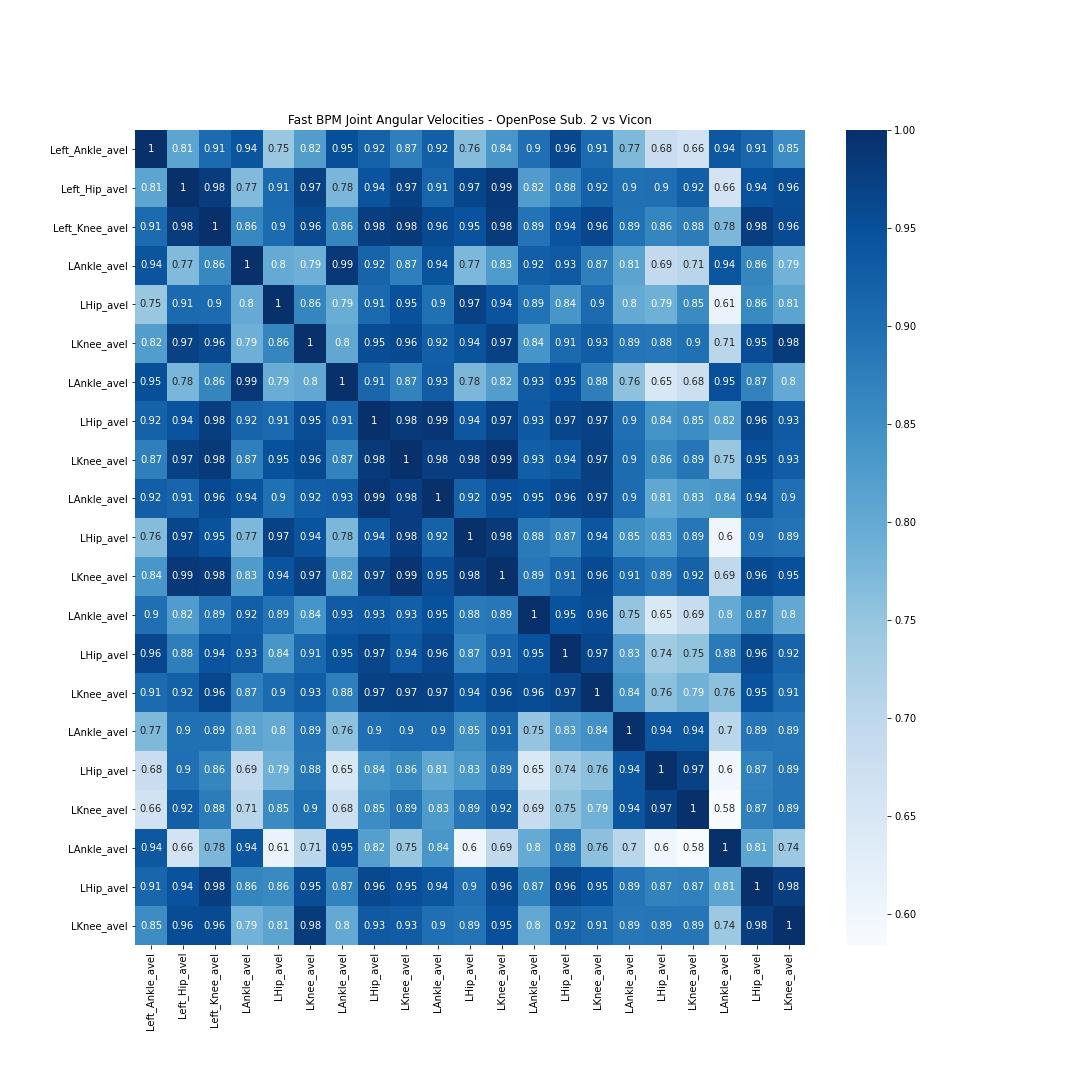 Fast BPM Joint Angular Velocities - OpenPose Sub. 2 vs Vicon
Left_Ankle_avel 1 0.81 0.91 0.94 0.75 0.82 0.95 0.92 0.87 0.92 0.76 0.84 0.9 0.96 0.91 0.77 0.68 0.66 0.94 0.91 0.85
Left_Hip_avel 0.81 1 0.98 0.77 0.91 0.97 0.78 0.94 0.97 0.91 0.97 0.99 0.82 0.88 0.92 0.9 0.9 0.92 0.66 0.94 0.96
Left_Knee_avel 0.91 0.98 1 0.86 0.9 0.96 0.86 0.98 0.98 0.96 0.95 0.98 0.89 0.94 0.96 0.89 0.86 0.88 0.78 0.98 0.96
LAnkle_avel 0.94 0.77 0.86 1 0.8 0.79 0.99 0.92 0.87 0.94 0.77 0.83 0.92 0.93 0.87 0.81 0.69 0.71 0.94 0.86 0.79
LHip_avel 0.75 0.91 0.9 0.8 1 0.86 0.79 0.91 0.95 0.9 0.97 0.94 0.89 0.84 0.9 0.8 0.79 0.85 0.61 0.86 0.81
LKnee_avel 0.82 0.97 0.96 0.79 0.86 1 0.8 0.95 0.96 0.92 0.94 0.97 0.84 0.91 0.93 0.89 0.88 0.9 0.71 0.95 0.98
LAnkle_avel 0.95 0.78 0.86 0.99 0.79 0.8 1 0.91 0.87 0.93 0.78 0.82 0.93 0.95 0.88 0.76 0.65 0.68 0.95 0.87 0.8
LHip_avel 0.92 0.94 0.98 0.92 0.91 0.95 0.91 1 0.98 0.99 0.94 0.97 0.93 0.97 0.97 0.9 0.84 0.85 0.82 0.96 0.93
LKnee_avel 0.87 0.97 0.98 0.87 0.95 0.96 0.87 0.98 1 0.98 0.98 0.99 0.93 0.94 0.97 0.9 0.86 0.89 0.75 0.95 0.93
LAnkle_avel 0.92 0.91 0.96 0.94 0.9 0.92 0.93 0.99 0.98 1 0.92 0.95 0.95 0.96 0.97 0.9 0.81 0.83 0.84 0.94 0.9
LHip_avel 0.76 0.97 0.95 0.77 0.97 0.94 0.78 0.94 0.98 0.92 1 0.98 0.88 0.87 0.94 0.85 0.83 0.89 0.6 0.9 0.89
LKnee_avel 0.84 0.99 0.98 0.83 0.94 0.97 0.82 0.97 0.99 0.95 0.98 1 0.89 0.91 0.96 0.91 0.89 0.92 0.69 0.96 0.95
LAnkle_avel 0.9 0.82 0.89 0.92 0.89 0.84 0.93 0.93 0.93 0.95 0.88 0.89 1 0.95 0.96 0.75 0.65 0.69 0.8 0.87 0.8
LHip_avel 0.96 0.88 0.94 0.93 0.84 0.91 0.95 0.97 0.94 0.96 0.87 0.91 0.95 1 0.97 0.83 0.74 0.75 0.88 0.96 0.92
LKnee_avel 0.91 0.92 0.96 0.87 0.9 0.93 0.88 0.97 0.97 0.97 0.94 0.96 0.96 0.97 1 0.84 0.76 0.79 0.76 0.95 0.91
LAnkle_avel 0.77 0.9 0.89 0.81 0.8 0.89 0.76 0.9 0.9 0.9 0.85 0.91 0.75 0.83 0.84 1 0.94 0.94 0.7 0.89 0.89
LHip_avel 0.68 0.9 0.86 0.69 0.79 0.88 0.65 0.84 0.86 0.81 0.83 0.89 0.65 0.74 0.76 0.94 1 0.97 0.6 0.87 0.89
LKnee_avel 0.66 0.92 0.88 0.71 0.85 0.9 0.68 0.85 0.89 0.83 0.89 0.92 0.69 0.75 0.79 0.94 0.97 1 0.58 0.87 0.89
LAnkle_avel 0.94 0.66 0.78 0.94 0.61 0.71 0.95 0.82 0.75 0.84 0.6 0.69 0.8 0.88 0.76 0.7 0.6 0.58 1 0.81 0.74
LHip_avel 0.91 0.94 0.98 0.86 0.86 0.95 0.87 0.96 0.95 0.94 0.9 0.96 0.87 0.96 0.95 0.89 0.87 0.87 0.81 1 0.98
LKnee_avel 0.85 0.96 0.96 0.79 0.81 0.98 0.8 0.93 0.93 0.9 0.89 0.95 0.8 0.92 0.91 0.89 0.89 0.89 0.74 0.98 1
Left_Ankle_avel Left_Hip_avel Left_Knee_avel LAnkle_avel LHip_avel LKnee_avel LAnkle_avel LHip_avel LKnee_avel LAnkle_avel LHip_avel LKnee_avel LAnkle_avel LHip_avel LKnee_avel LAnkle_avel LHip_avel LKnee_avel LAnkle_avel LHip_avel LKnee_avel
1.00
0.95
0.90
0.85
0.80
0.75
0.70
0.65
0.60